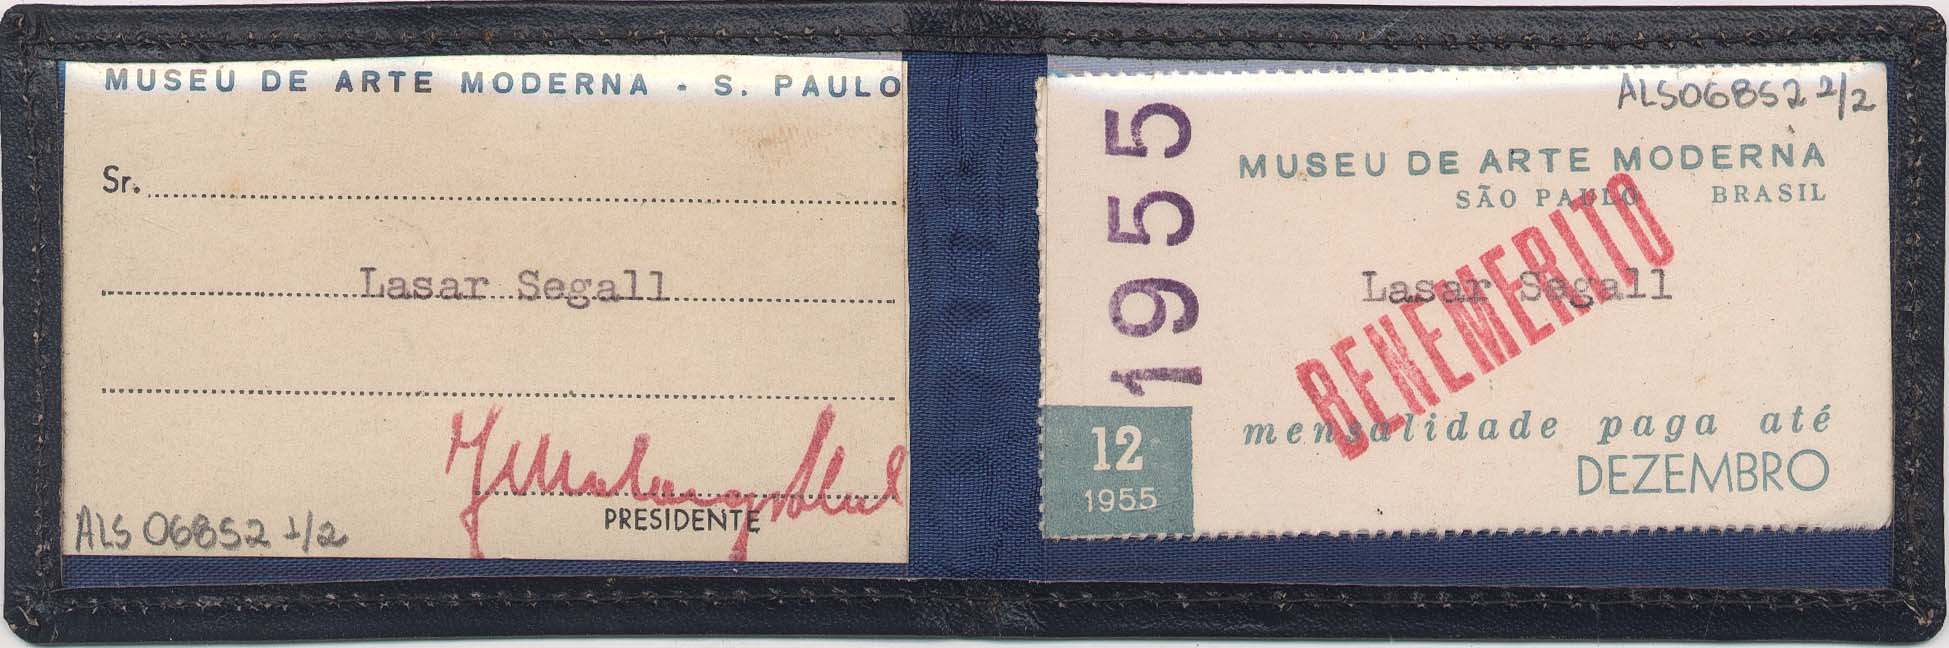 MUSEU DE ARTE MODERNA - S. PAULO
Sr.
Lasar Segall
PRESIDENTE
ALS 06852 1/2
1955
ALS06852 2/2
MUSEU DE ARTE MODERNA
SÃO PAULO BRASIL
Lasar Segall
BENEMERITO
mensalidade paga até
DEZEMBRO
12
1955